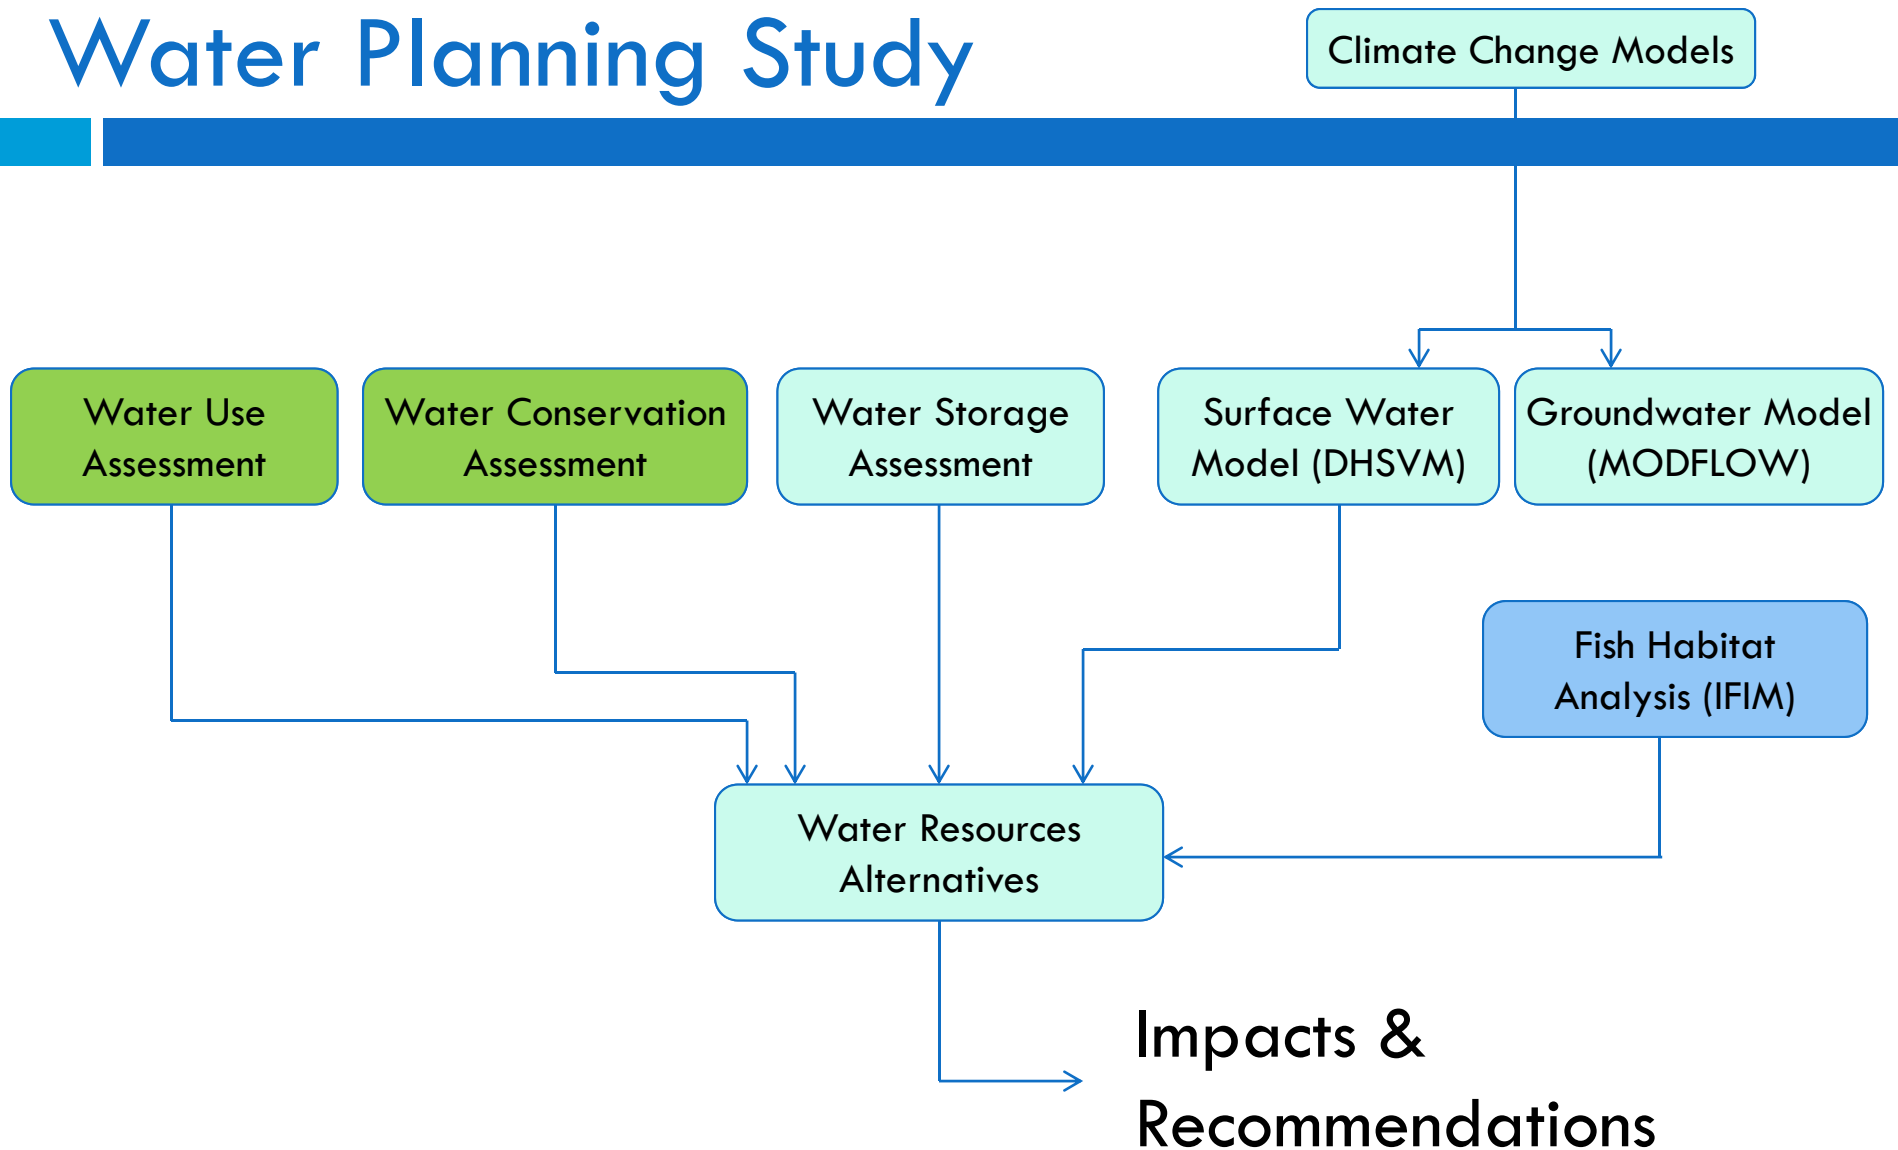 Water Planning Study
Climate Change Models
Water Use
Assessment
Water Conservation
Assessment
Water Storage
Assessment
Surface Water
Model (DHSVM)
Groundwater Model
(MODFLOW)
Fish Habitat
Analysis (IFIM)
Water Resources
Alternatives
Impacts &
Recommendations